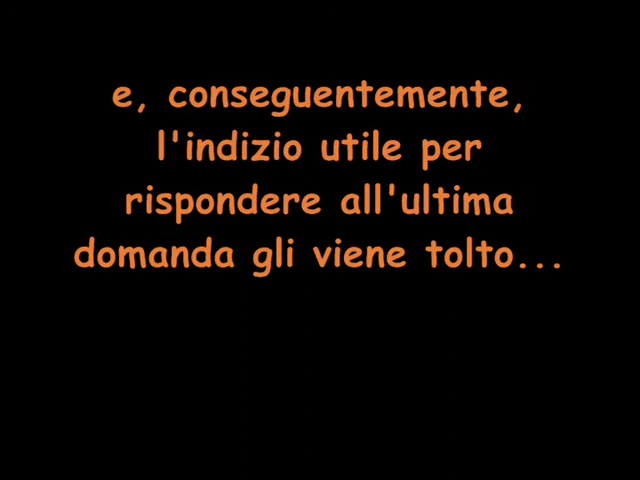 e, conseguentemente,
l'indizio utile per
rispondere all'ultima
domanda gli viene tolto...